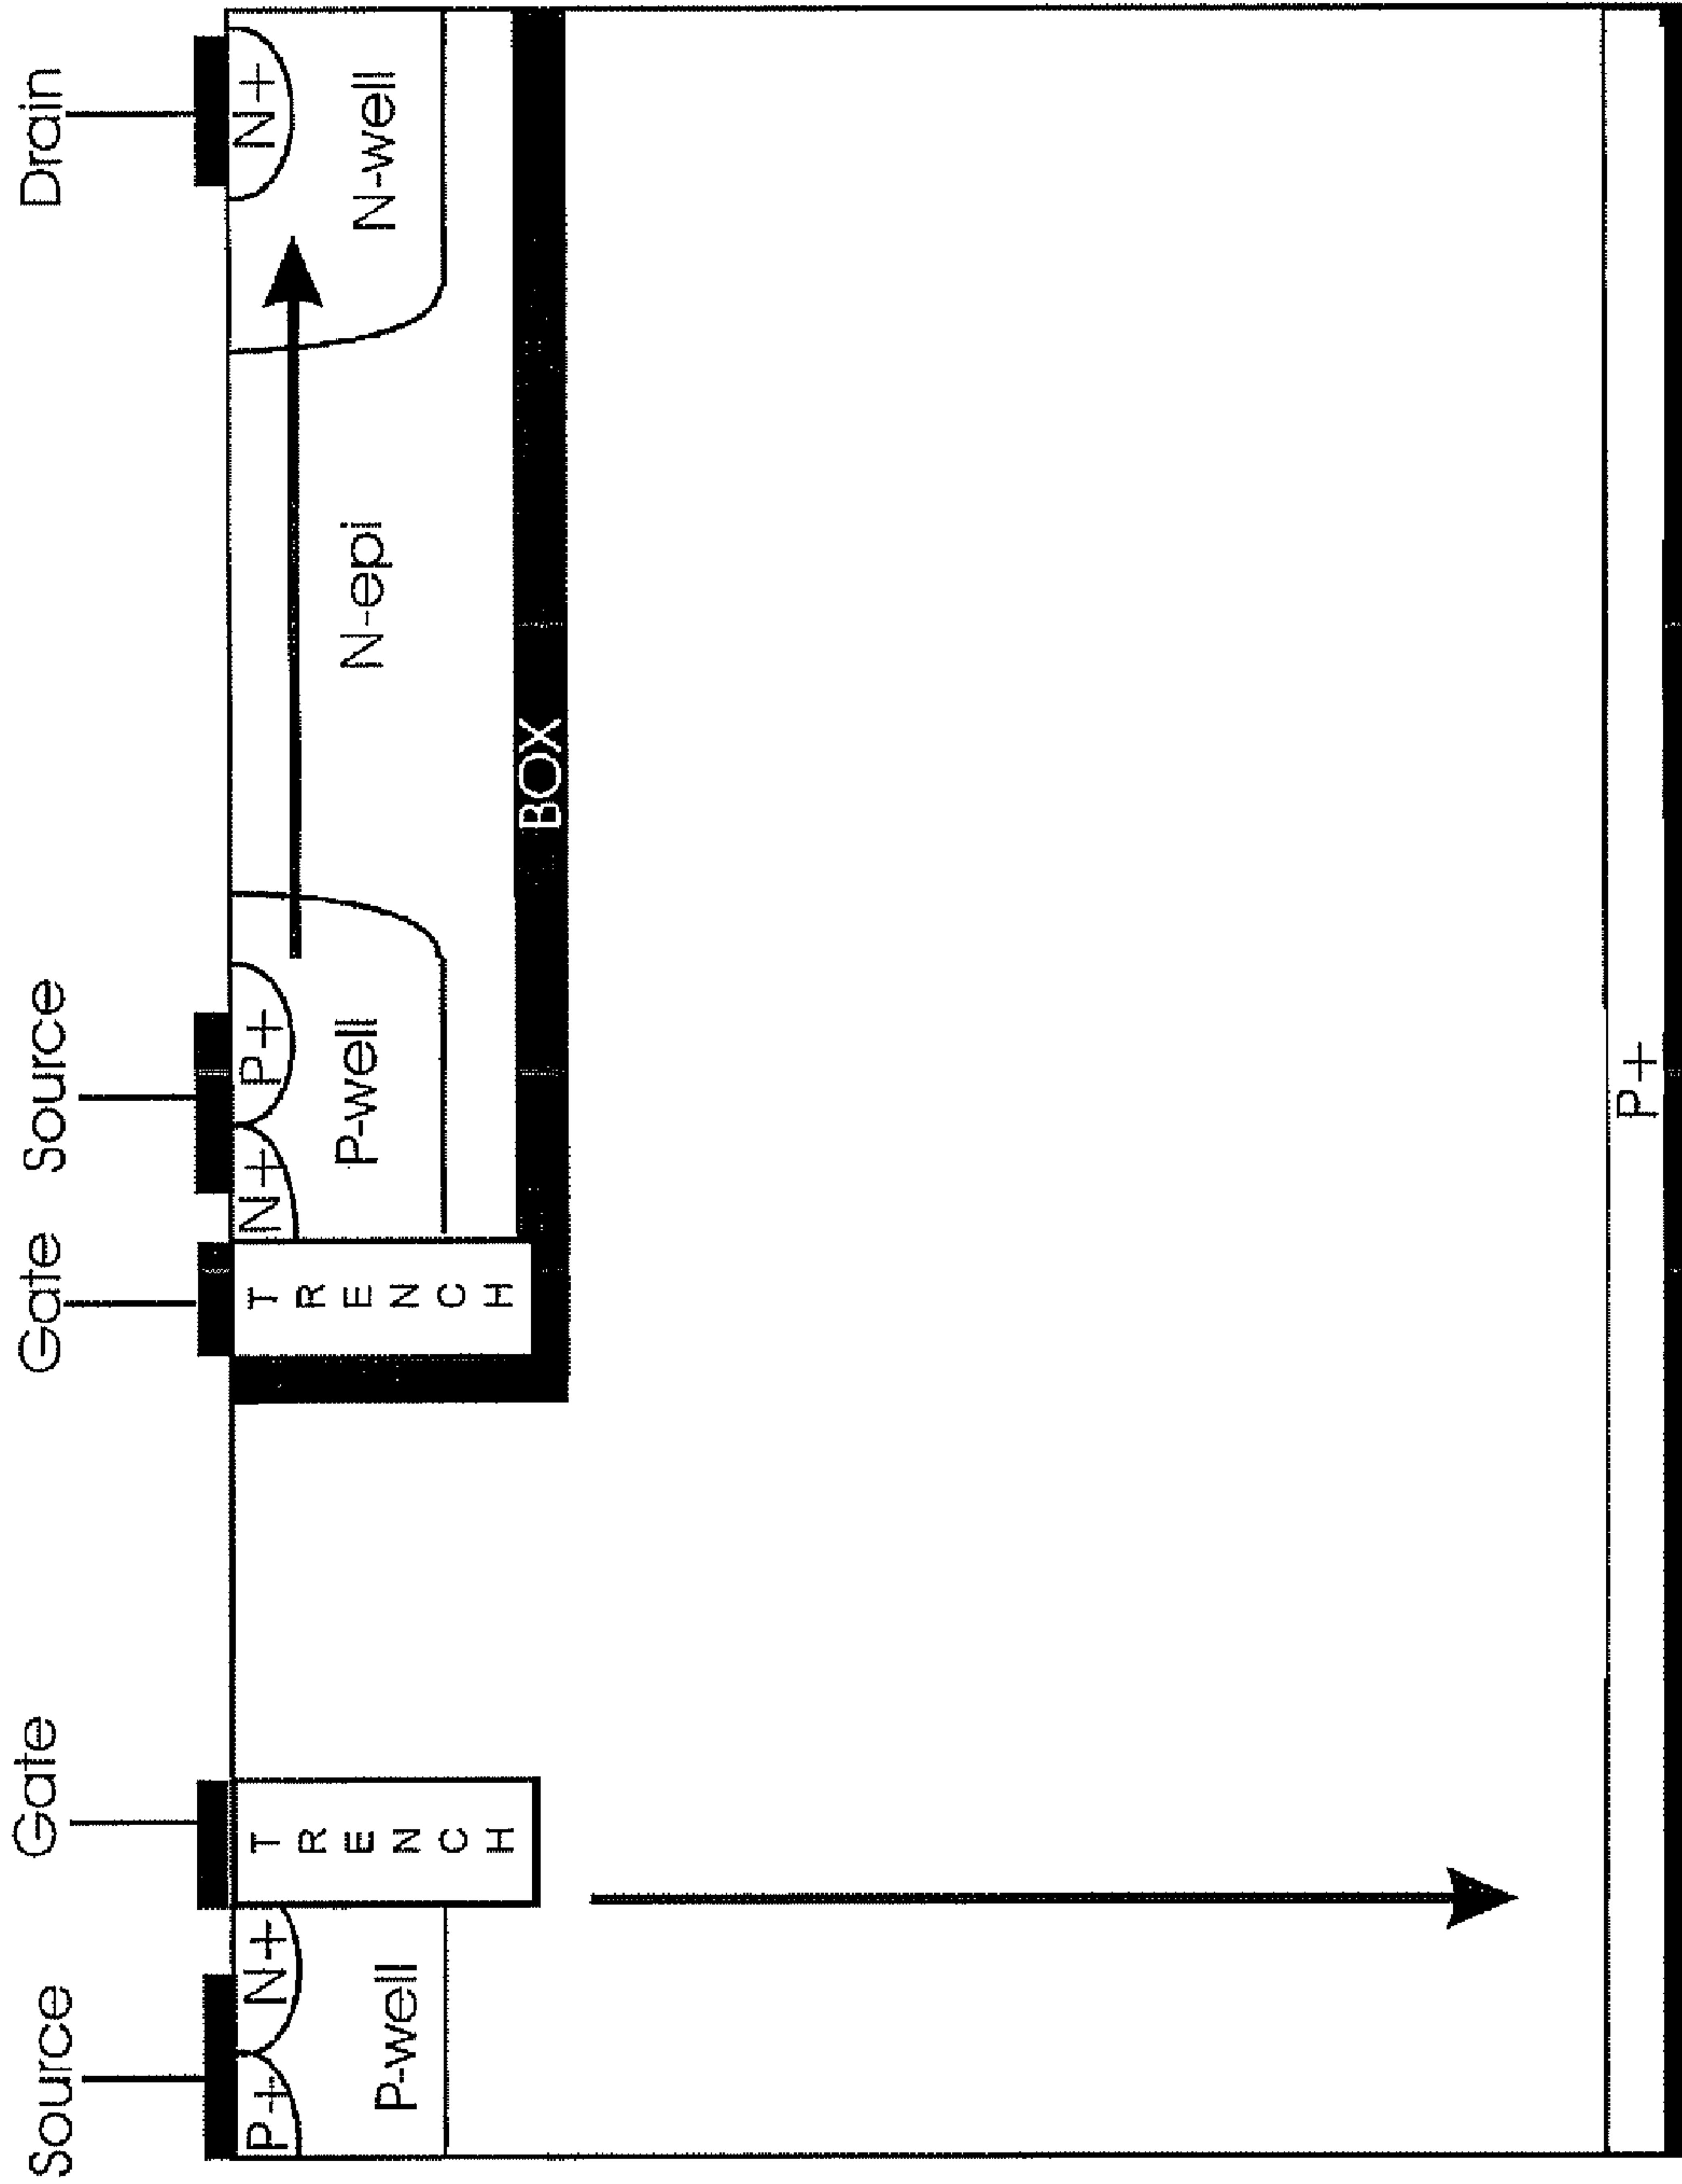 Source Gate Gate Source Drain
P+ N+ TRENCH TRENCH N+ P+ N+
P-well P-well N-epi N-well
BOX
P+